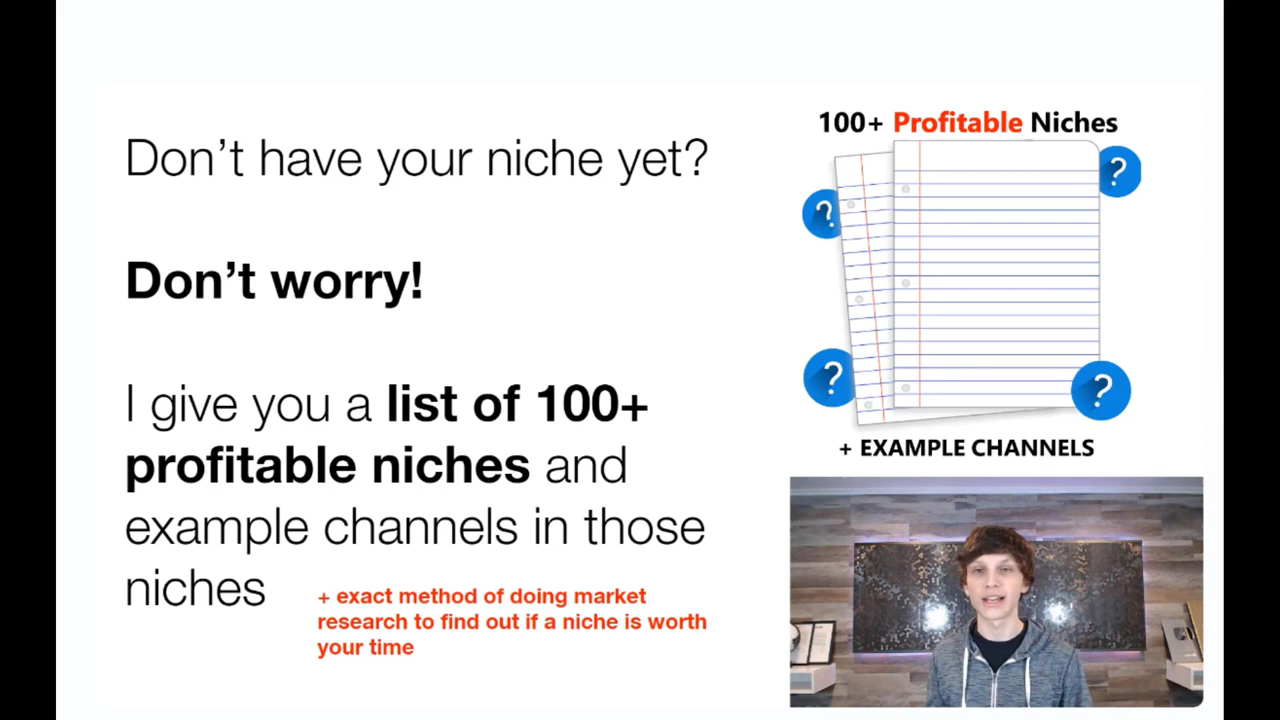 Don’t have your niche yet?
Don’t worry!
I give you a list of 100+
profitable niches and
example channels in those
niches
+ exact method of doing market
research to find out if a niche is worth
your time
100+ Profitable Niches
?
?
?
?
+ EXAMPLE CHANNELS